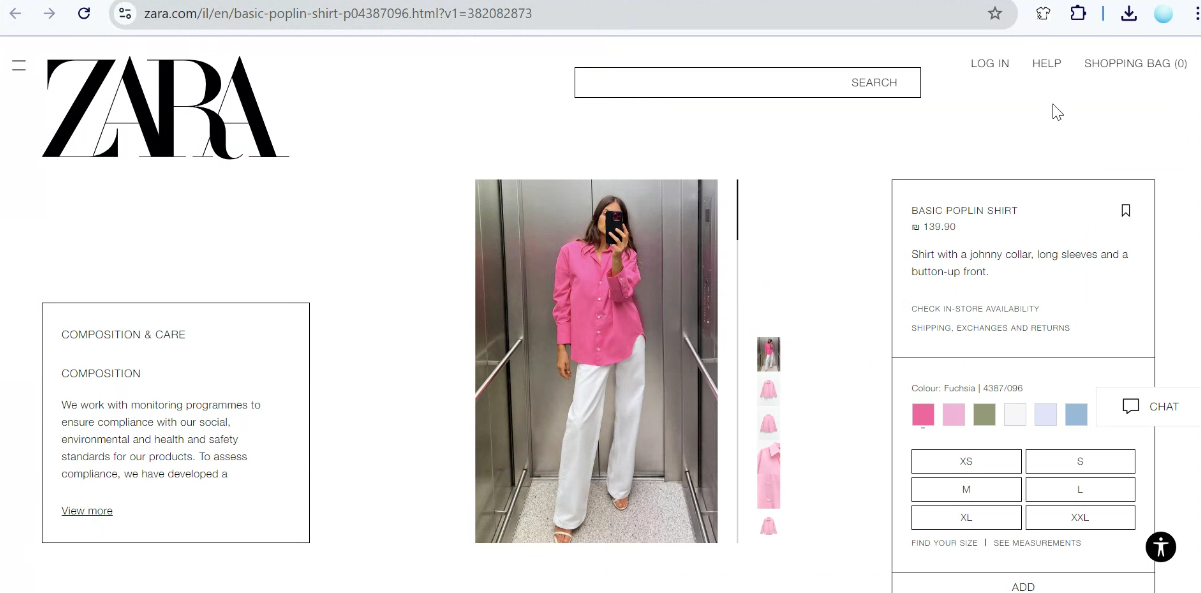 zara.com/il/en/basic-poplin-shirt-p04387096.html?v1=382082873
ZARA
SEARCH
LOG IN
HELP
SHOPPING BAG (0)
COMPOSITION & CARE
COMPOSITION
We work with monitoring programmes to
ensure compliance with our social,
environmental and health and safety
standards for our products. To assess
compliance, we have developed a
View more
BASIC POPLIN SHIRT
₪ 139.90
Shirt with a johnny collar, long sleeves and a
button-up front.
CHECK IN-STORE AVAILABILITY
SHIPPING, EXCHANGES AND RETURNS
Colour: Fuchsia | 4387/096
CHAT
XS
S
M
L
XL
XXL
FIND YOUR SIZE | SEE MEASUREMENTS
ADD